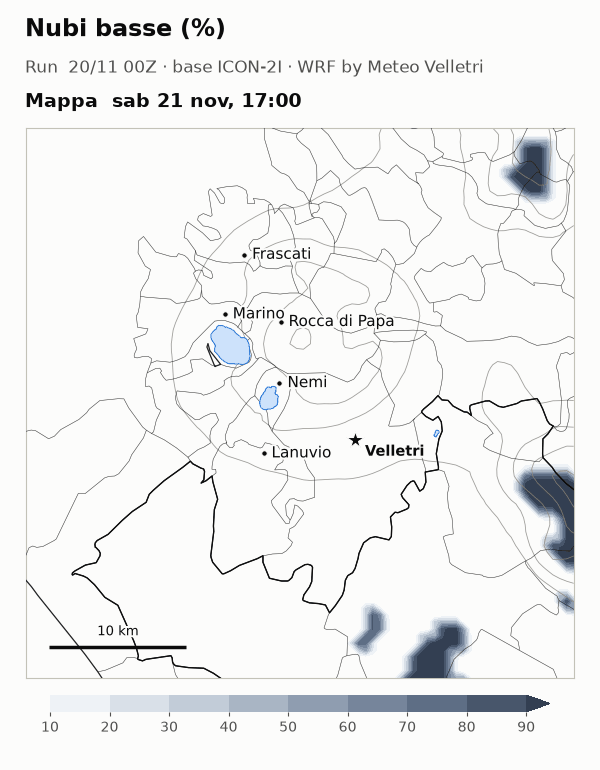 Nubi basse (%)
Run  20/11 00Z · base ICON-2I · WRF by Meteo Velletri
Mappa  sab 21 nov, 17:00
Frascati
Marino
Rocca di Papa
Nemi
Velletri
Lanuvio
10 km
10 20 30 40 50 60 70 80 90